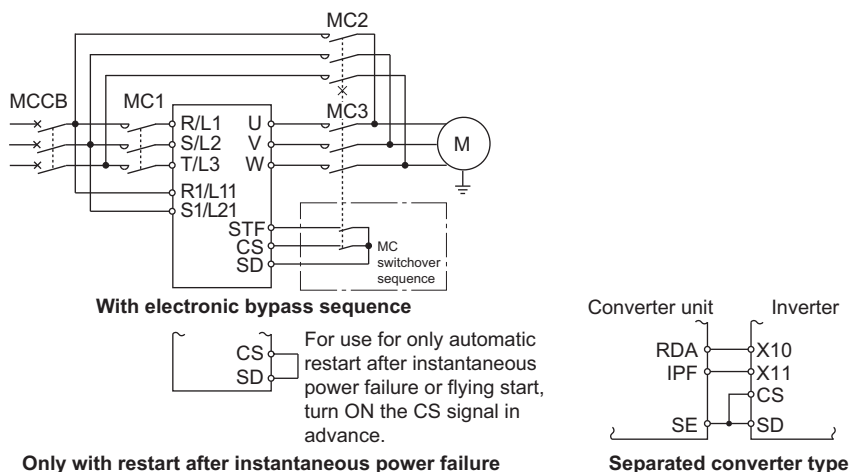 MC2
MCCB
MC1
MC3
R/L1
U
S/L2
V
T/L3
W
M
R1/L11
S1/L21
STF
CS
SD
MC
switchover
sequence
With electronic bypass sequence
CS
SD
For use for only automatic
restart after instantaneous
power failure or flying start,
turn ON the CS signal in
advance.
Only with restart after instantaneous power failure
Converter unit
Inverter
RDA
X10
IPF
X11
CS
SE
SD
Separated converter type